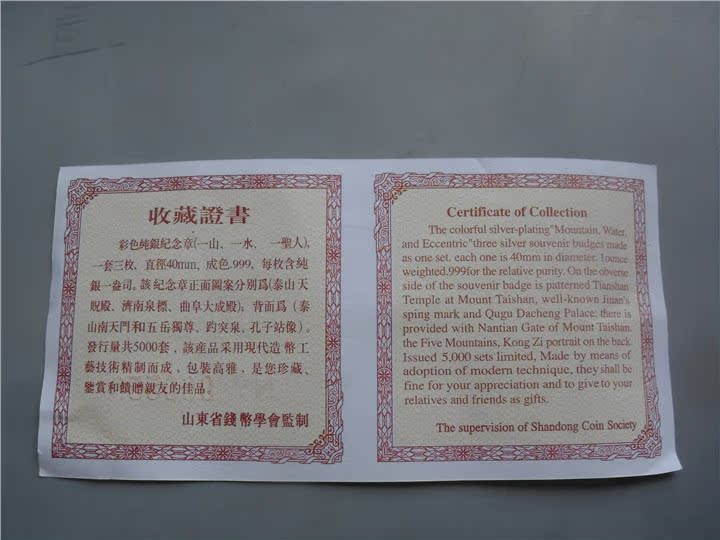 收藏證書
彩色純銀紀念章(一山、一水、一聖人),
一套三枚,直徑40mm,成色.999,每枚含純
銀一盎司,該紀念章正面圖案分别爲(泰山天
貺殿、濟南泉標、曲阜大成殿);背面爲(泰
山南天門和五岳獨尊、趵突泉、孔子站像)。
發行量共5000套、該産品采用現代造幣工
藝技術精制而成,包裝高雅,是您珍藏、
鑒賞和饋贈親友的佳品。
山東省錢幣學會監制
Certificate of Collection
The colorful silver-plating"Mountain, Water,
and Eccentric"three silver souvenir budges made
as one set, each one is 40mm in diameter. 1ounce
weighted.999for the relative purity. On the obverse
side of the souvenir badge is patterned Tianshan
Temple at Mount Taishan, well-known Jinan's
sping mark and Qugu Dacheng Palace; there is
provided with Nantian Gate of Mount Taishan,
the Five Mountains, Kong Zi portrait on the back.
Issued 5,000 sets limited, Made by means of
adoption of modern technique, they shall be
fine for your appreciation and to give to your
relatives and friends as gifts.
The supervision of Shandong Coin Society